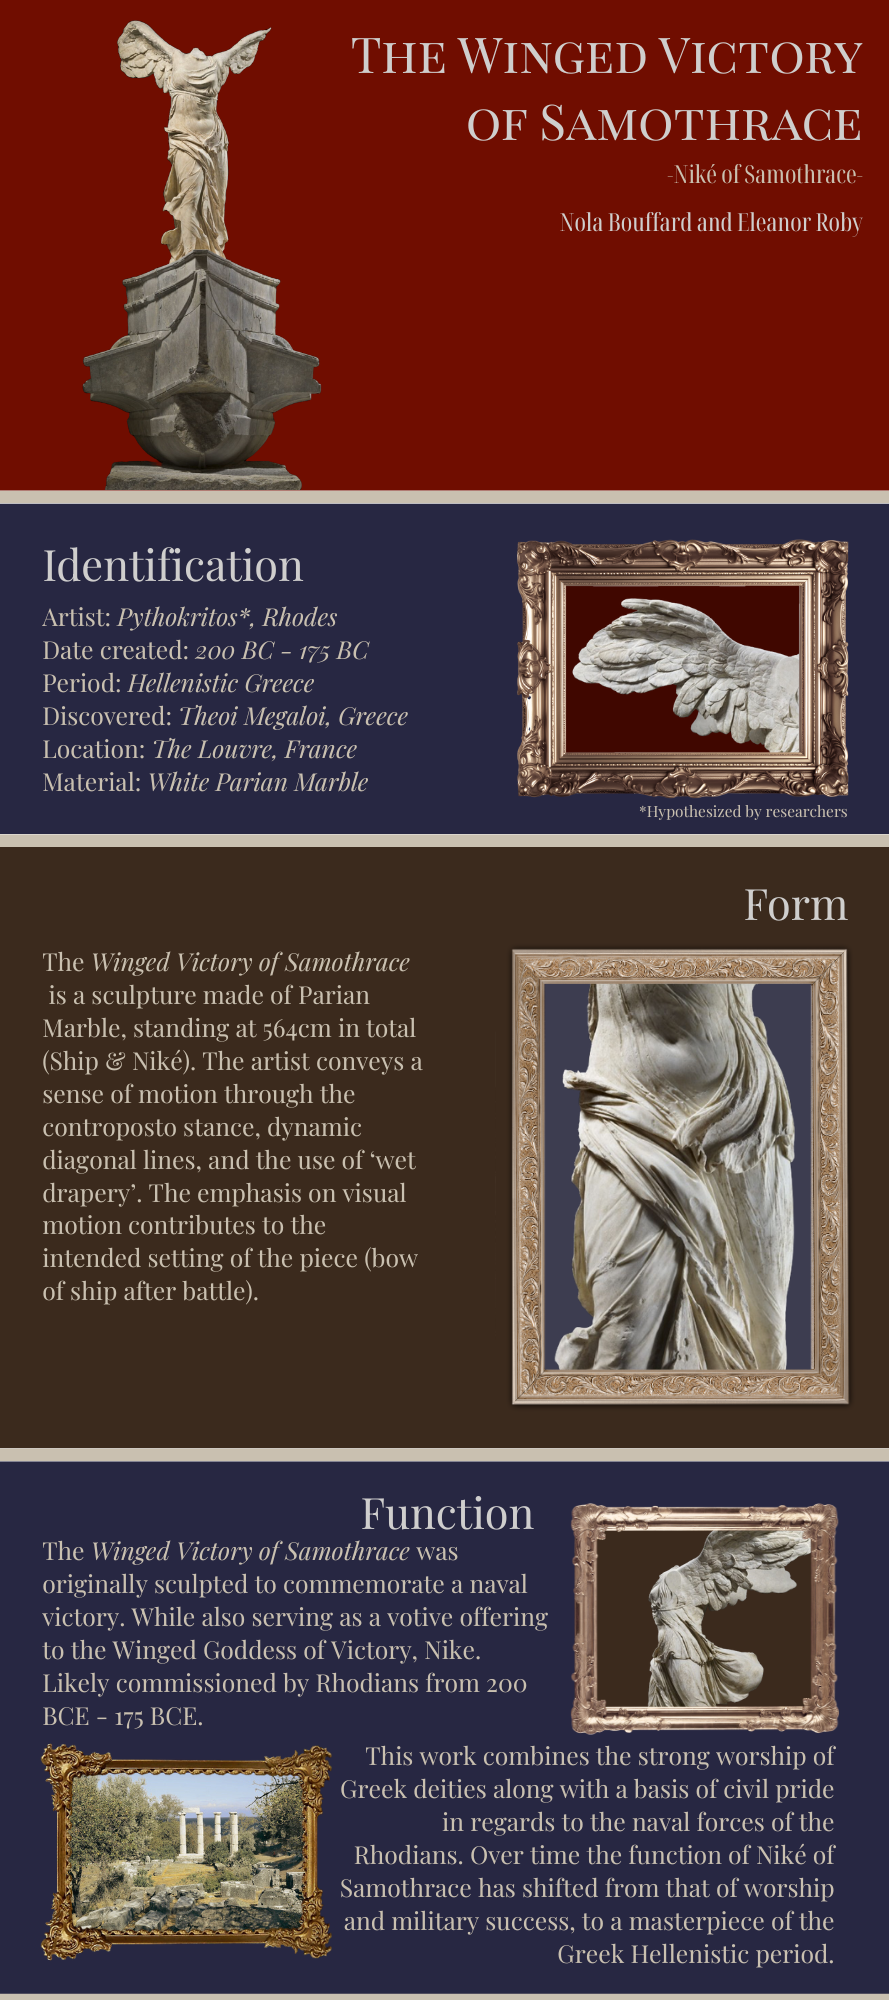 The Winged Victory
of Samothrace
-Niké of Samothrace-
Nola Bouffard and Eleanor Roby
Identification
Artist: Pythokritos*, Rhodes
Date created: 200 BC - 175 BC
Period: Hellenistic Greece
Discovered: Theoi Megaloi, Greece
Location: The Louvre, France
Material: White Parian Marble
*Hypothesized by researchers
Form
The Winged Victory of Samothrace
is a sculpture made of Parian
Marble, standing at 564cm in total
(Ship & Niké). The artist conveys a
sense of motion through the
controposto stance, dynamic
diagonal lines, and the use of ‘wet
drapery’. The emphasis on visual
motion contributes to the
intended setting of the piece (bow
of ship after battle).
Function
The Winged Victory of Samothrace was
originally sculpted to commemorate a naval
victory. While also serving as a votive offering
to the Winged Goddess of Victory, Nike.
Likely commissioned by Rhodians from 200
BCE - 175 BCE.
This work combines the strong worship of
Greek deities along with a basis of civil pride
in regards to the naval forces of the
Rhodians. Over time the function of Niké of
Samothrace has shifted from that of worship
and military success, to a masterpiece of the
Greek Hellenistic period.